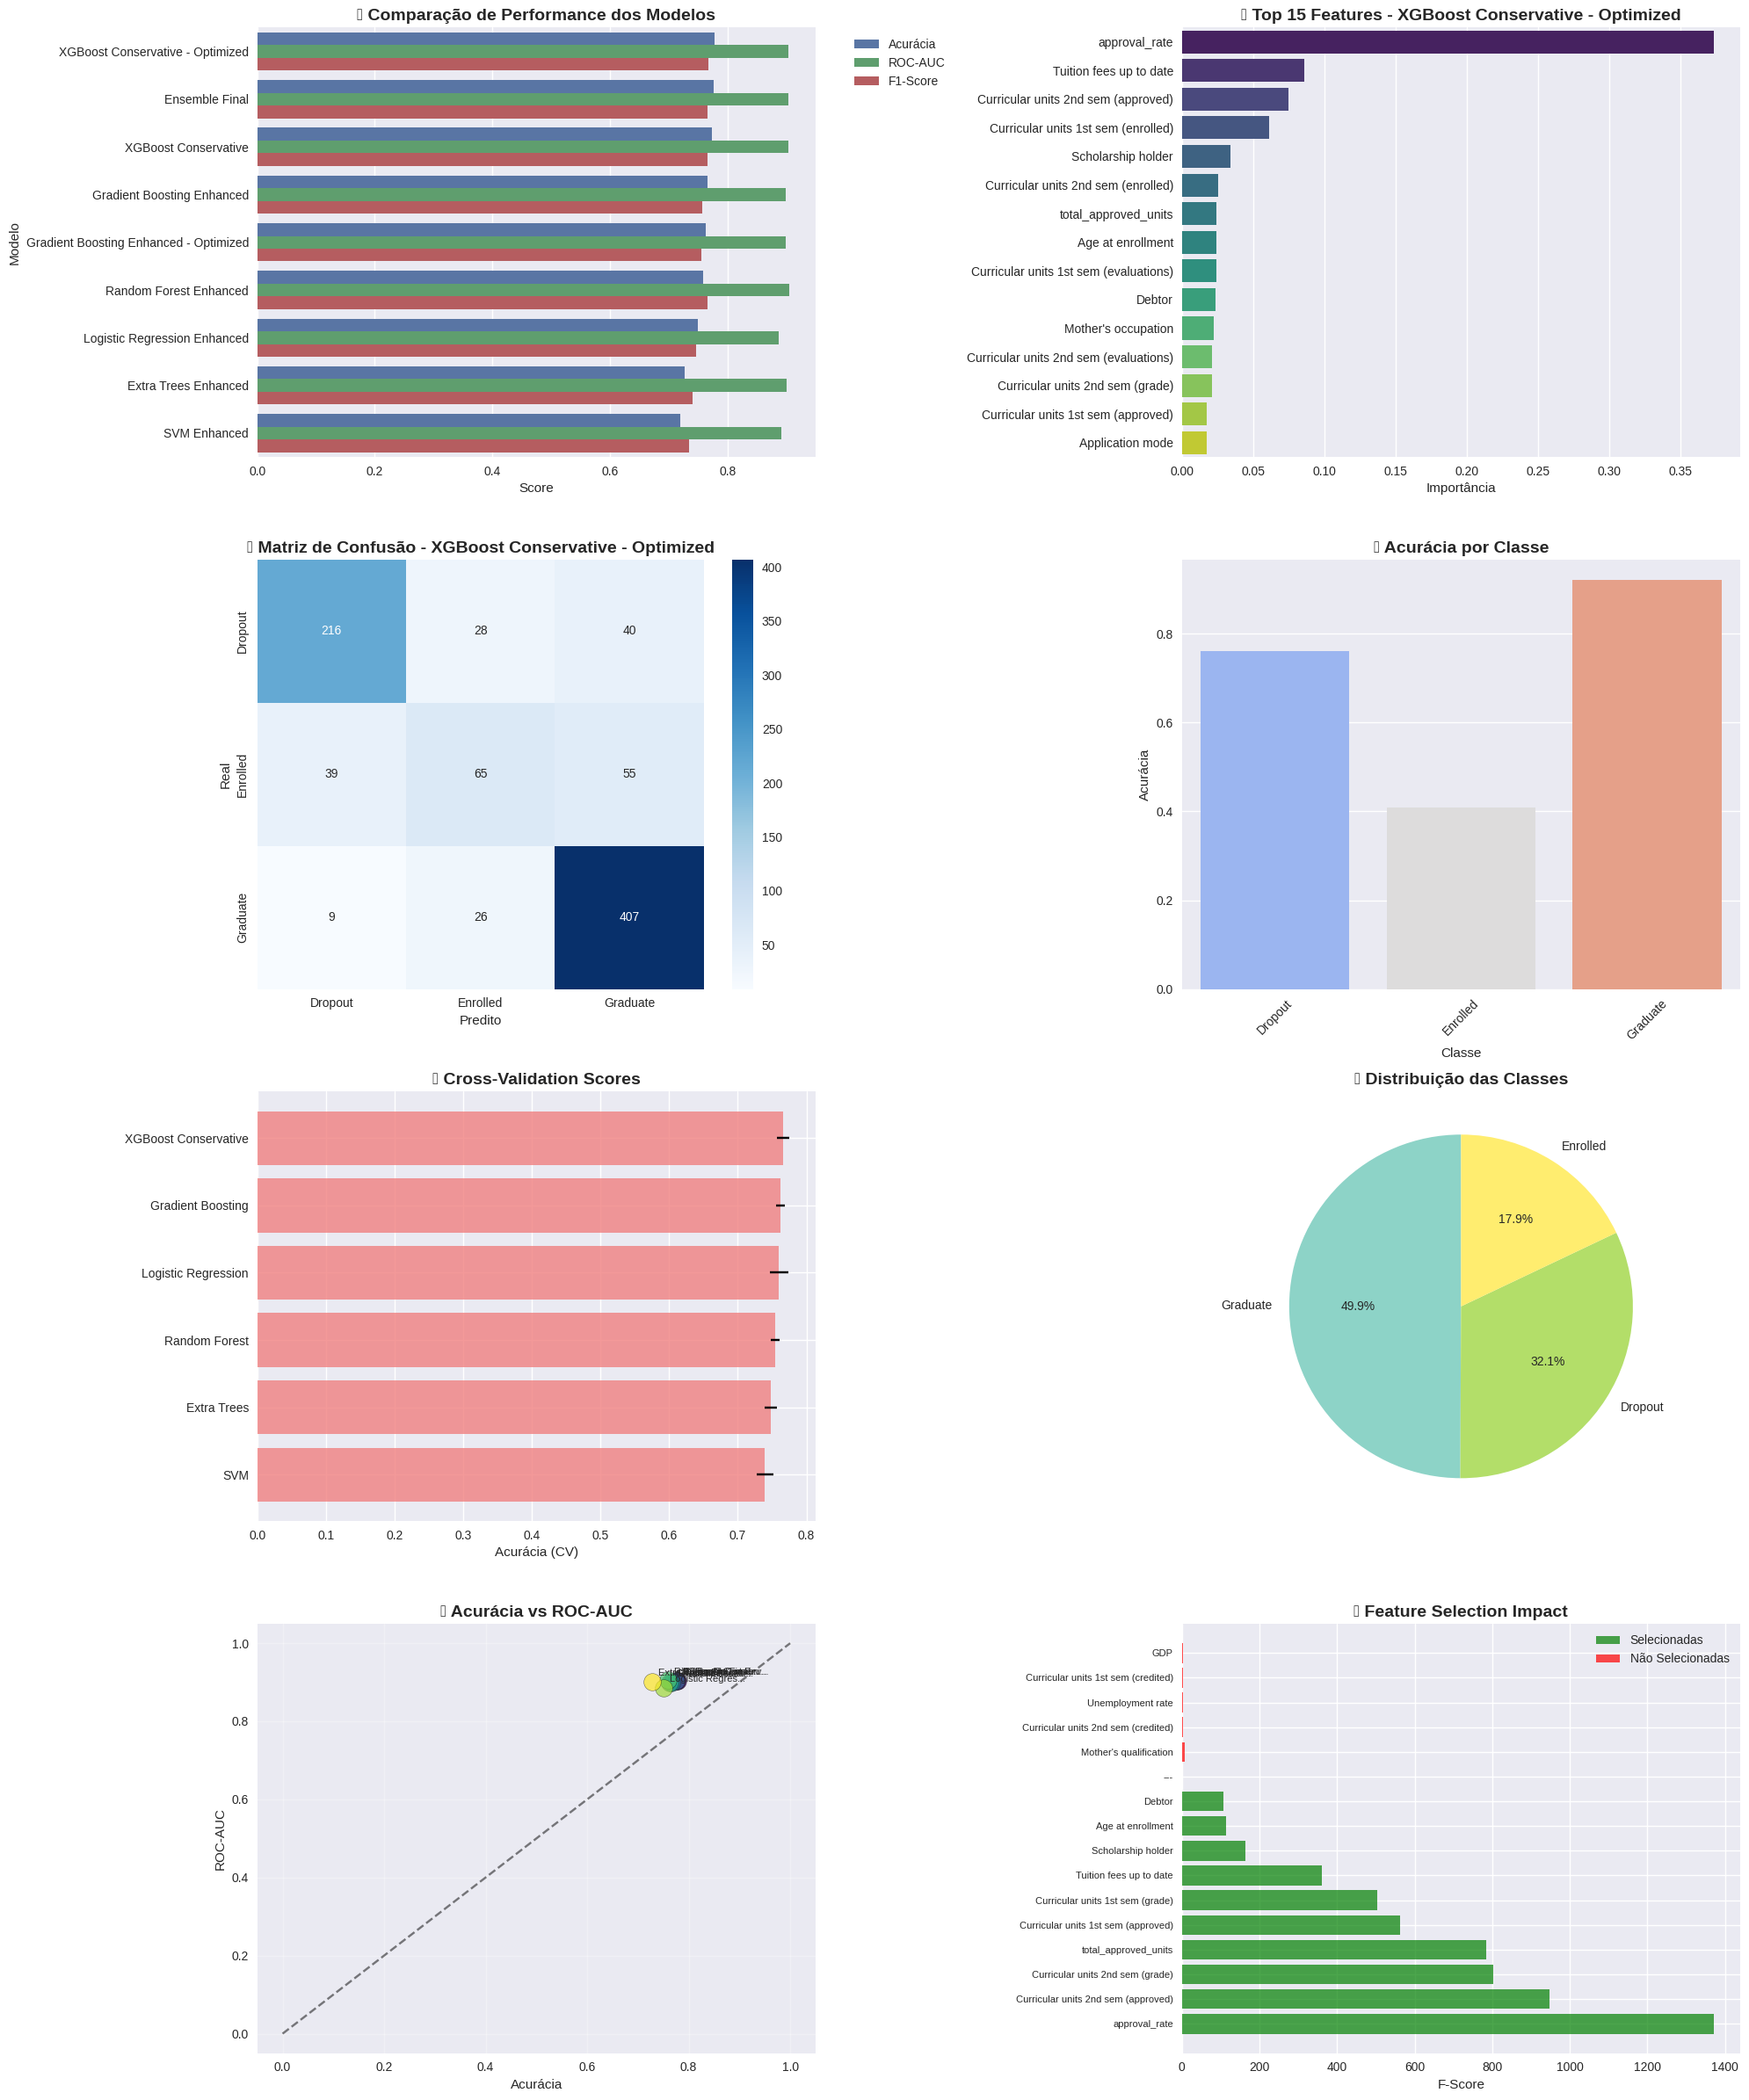 ▯ Comparação de Performance dos Modelos
XGBoost Conservative - Optimized
Ensemble Final
XGBoost Conservative
Gradient Boosting Enhanced
Gradient Boosting Enhanced - Optimized
Random Forest Enhanced
Logistic Regression Enhanced
Extra Trees Enhanced
SVM Enhanced
Modelo
0.0 0.2 0.4 0.6 0.8
Score
Acurácia
ROC-AUC
F1-Score
▯ Top 15 Features - XGBoost Conservative - Optimized
approval_rate
Tuition fees up to date
Curricular units 2nd sem (approved)
Curricular units 1st sem (enrolled)
Scholarship holder
Curricular units 2nd sem (enrolled)
total_approved_units
Age at enrollment
Curricular units 1st sem (evaluations)
Debtor
Mother's occupation
Curricular units 2nd sem (evaluations)
Curricular units 2nd sem (grade)
Curricular units 1st sem (approved)
Application mode
0.00 0.05 0.10 0.15 0.20 0.25 0.30 0.35
Importância
▯ Matriz de Confusão - XGBoost Conservative - Optimized
Real
Dropout
216 28 40
Enrolled
39 65 55
Graduate
9 26 407
Dropout Enrolled Graduate
Predito
400
350
300
250
200
150
100
50
▯ Acurácia por Classe
Acurácia
0.8
0.6
0.4
0.2
0.0
Dropout
Enrolled
Graduate
Classe
▯ Cross-Validation Scores
XGBoost Conservative
Gradient Boosting
Logistic Regression
Random Forest
Extra Trees
SVM
0.0 0.1 0.2 0.3 0.4 0.5 0.6 0.7 0.8
Acurácia (CV)
▯ Distribuição das Classes
Enrolled
17.9%
Graduate
49.9%
32.1%
Dropout
▯ Acurácia vs ROC-AUC
ROC-AUC
1.0
0.8
0.6
0.4
0.2
0.0
Logistic Regres...
0.0 0.2 0.4 0.6 0.8 1.0
Acurácia
▯ Feature Selection Impact
Selecionadas
Não Selecionadas
GDP
Curricular units 1st sem (credited)
Unemployment rate
Curricular units 2nd sem (credited)
Mother's qualification
---
Debtor
Age at enrollment
Scholarship holder
Tuition fees up to date
Curricular units 1st sem (grade)
Curricular units 1st sem (approved)
total_approved_units
Curricular units 2nd sem (grade)
Curricular units 2nd sem (approved)
approval_rate
0 200 400 600 800 1000 1200 1400
F-Score